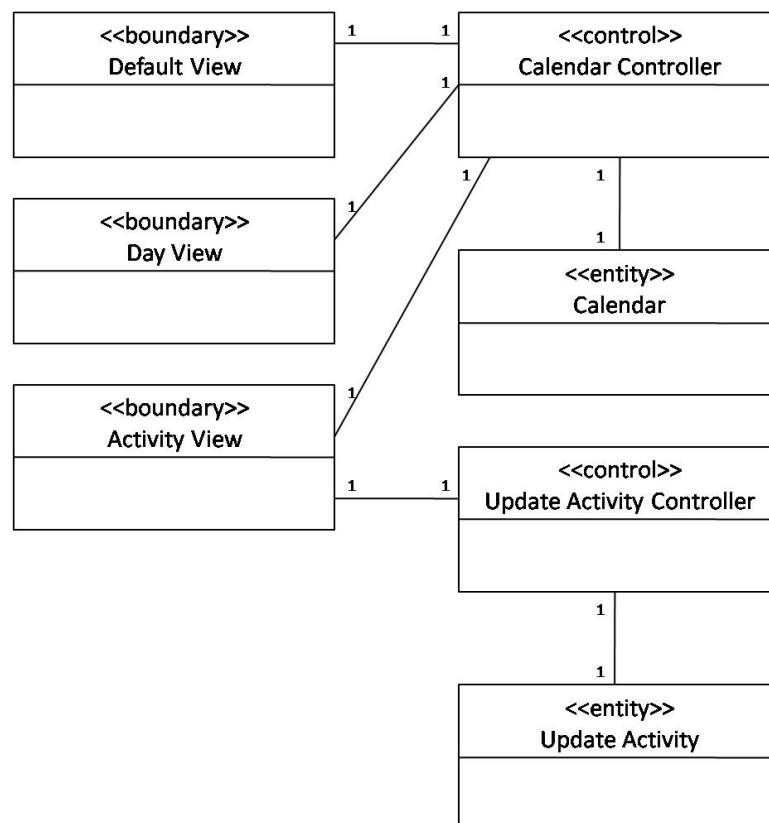 <<boundary>>
Default View
1
1
<<control>>
Calendar Controller
1
1
1
1
<<boundary>>
Day View
1
1
<<entity>>
Calendar
<<boundary>>
Activity View
1
1
<<control>>
Update Activity Controller
1
1
<<entity>>
Update Activity